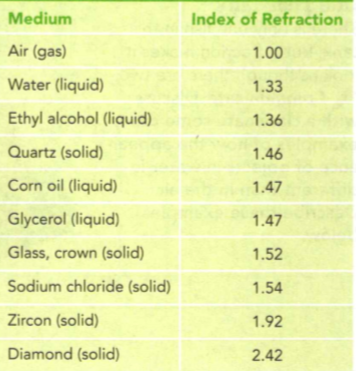 Medium Index of Refraction
Air (gas) 1.00
Water (liquid) 1.33
Ethyl alcohol (liquid) 1.36
Quartz (solid) 1.46
Corn oil (liquid) 1.47
Glycerol (liquid) 1.47
Glass, crown (solid) 1.52
Sodium chloride (solid) 1.54
Zircon (solid) 1.92
Diamond (solid) 2.42